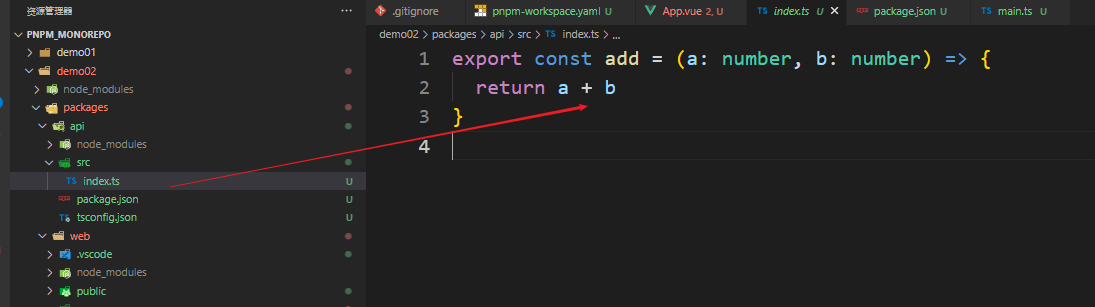 资源管理器 ...
PNPM_MONOREPO
demo01
demo02
node_modules
packages
api
node_modules
src
TS index.ts U
package.json U
TS tsconfig.json U
web
.vscode
node_modules
public
.gitignore pnpm-workspace.yaml App.vue 2, U TS index.ts U package.json U TS main.ts U
demo02 > packages > api > src > TS index.ts > ...
1 export const add = (a: number, b: number) => {
2 return a + b
3 }
4